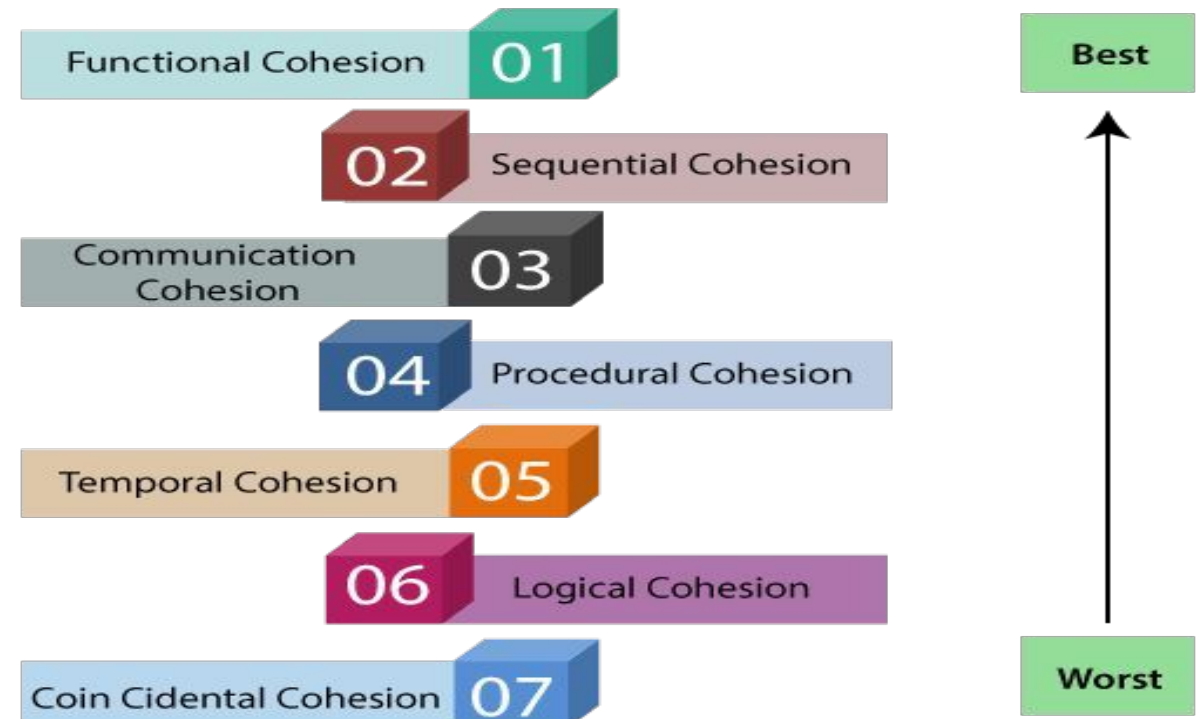 Functional Cohesion 01
Best
02 Sequential Cohesion
Communication
Cohesion
03
04 Procedural Cohesion
Temporal Cohesion 05
06 Logical Cohesion
Coin Cidental Cohesion 07
Worst